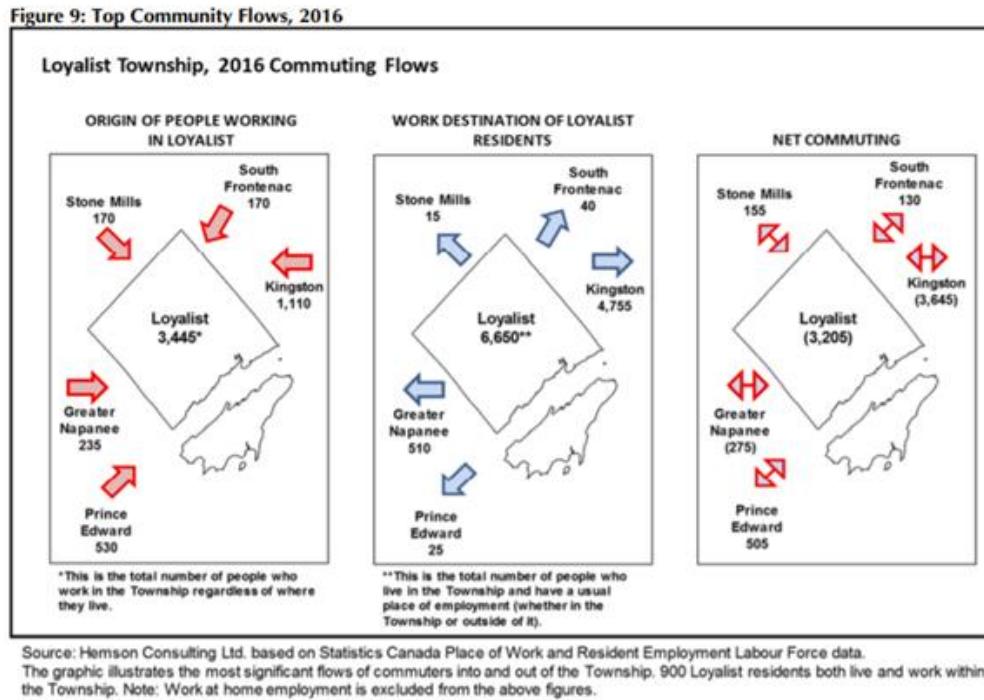 Figure 9: Top Community Flows, 2016
Loyalist Township, 2016 Commuting Flows
ORIGIN OF PEOPLE WORKING
IN LOYALIST
Stone Mills
170
South
Frontenac
170
Kingston
1,110
Loyalist
3,445*
Greater
Napanee
235
Prince
Edward
530
*This is the total number of people who
work in the Township regardless of where
they live.
WORK DESTINATION OF LOYALIST
RESIDENTS
Stone Mills
15
South
Frontenac
40
Kingston
4,755
Loyalist
6,650**
Greater
Napanee
510
Prince
Edward
25
**This is the total number of people who
live in the Township and have a usual
place of employment (whether in the
Township or outside of it).
NET COMMUTING
Stone Mills
155
South
Frontenac
130
Kingston
(3,645)
Loyalist
(3,205)
Greater
Napanee
(275)
Prince
Edward
505
Source: Hemson Consulting Ltd. based on Statistics Canada Place of Work and Resident Employment Labour Force data.
The graphic illustrates the most significant flows of commuters into and out of the Township. 900 Loyalist residents both live and work within
the Township. Note: Work at home employment is excluded from the above figures.